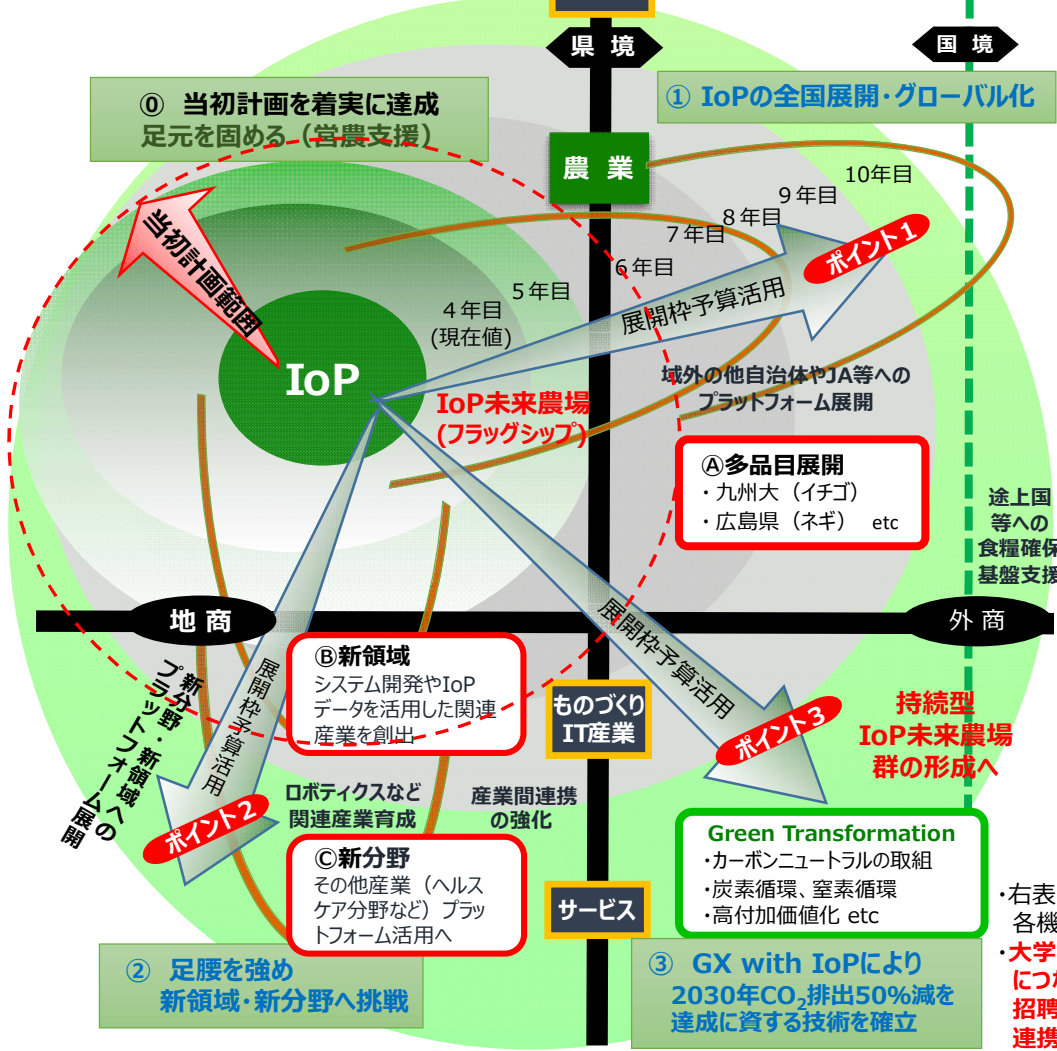 県 境
国 境
⓪ 当初計画を着実に達成
足元を固める（営農支援）
① IoPの全国展開・グローバル化
農 業
10年目
9年目
8年目
7年目
6年目
5年目
4年目
(現在値)
当初計画範囲
ポイント1
展開枠予算活用
IoP
IoP未来農場
(フラッグシップ)
域外の他自治体やJA等への
プラットフォーム展開
Ⓐ多品目展開
・九州大（イチゴ）
・広島県（ネギ） etc
途上国
等への
食糧確保
基盤支援
地 商
外 商
展開枠予算活用
展開枠予算活用
新分野・新領域への
プラットフォーム展開
Ⓑ新領域
システム開発やIoP
データを活用した関連
産業を創出
ものづくり
IT産業
ポイント3
持続型
IoP未来農場
群の形成へ
ポイント2
ロボティクスなど
関連産業育成
産業間連携
の強化
Ⓒ新分野
その他産業（ヘルス
ケア分野など）プラッ
トフォーム活用へ
サービス
Green Transformation
・カーボンニュートラルの取組
・炭素循環、窒素循環
・高付加価値化 etc
② 足腰を強め
新領域・新分野へ挑戦
③ GX with IoPにより
2030年CO₂排出50%減を
達成に資する技術を確立
・右表
各機
・大学
につな
招聘
連携